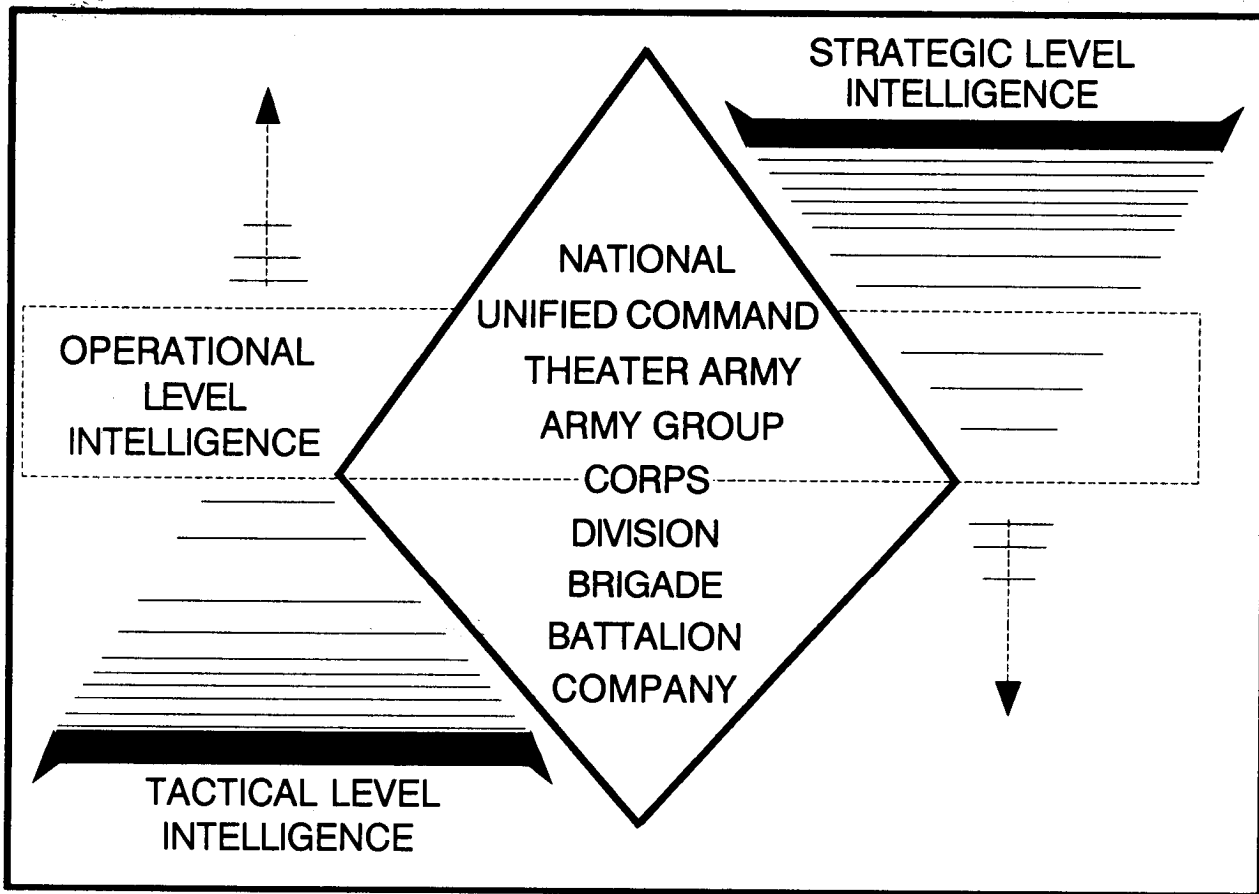 STRATEGIC LEVEL
INTELLIGENCE
NATIONAL
UNIFIED COMMAND
THEATER ARMY
ARMY GROUP
CORPS
DIVISION
BRIGADE
BATTALION
COMPANY
OPERATIONAL
LEVEL
INTELLIGENCE
TACTICAL LEVEL
INTELLIGENCE